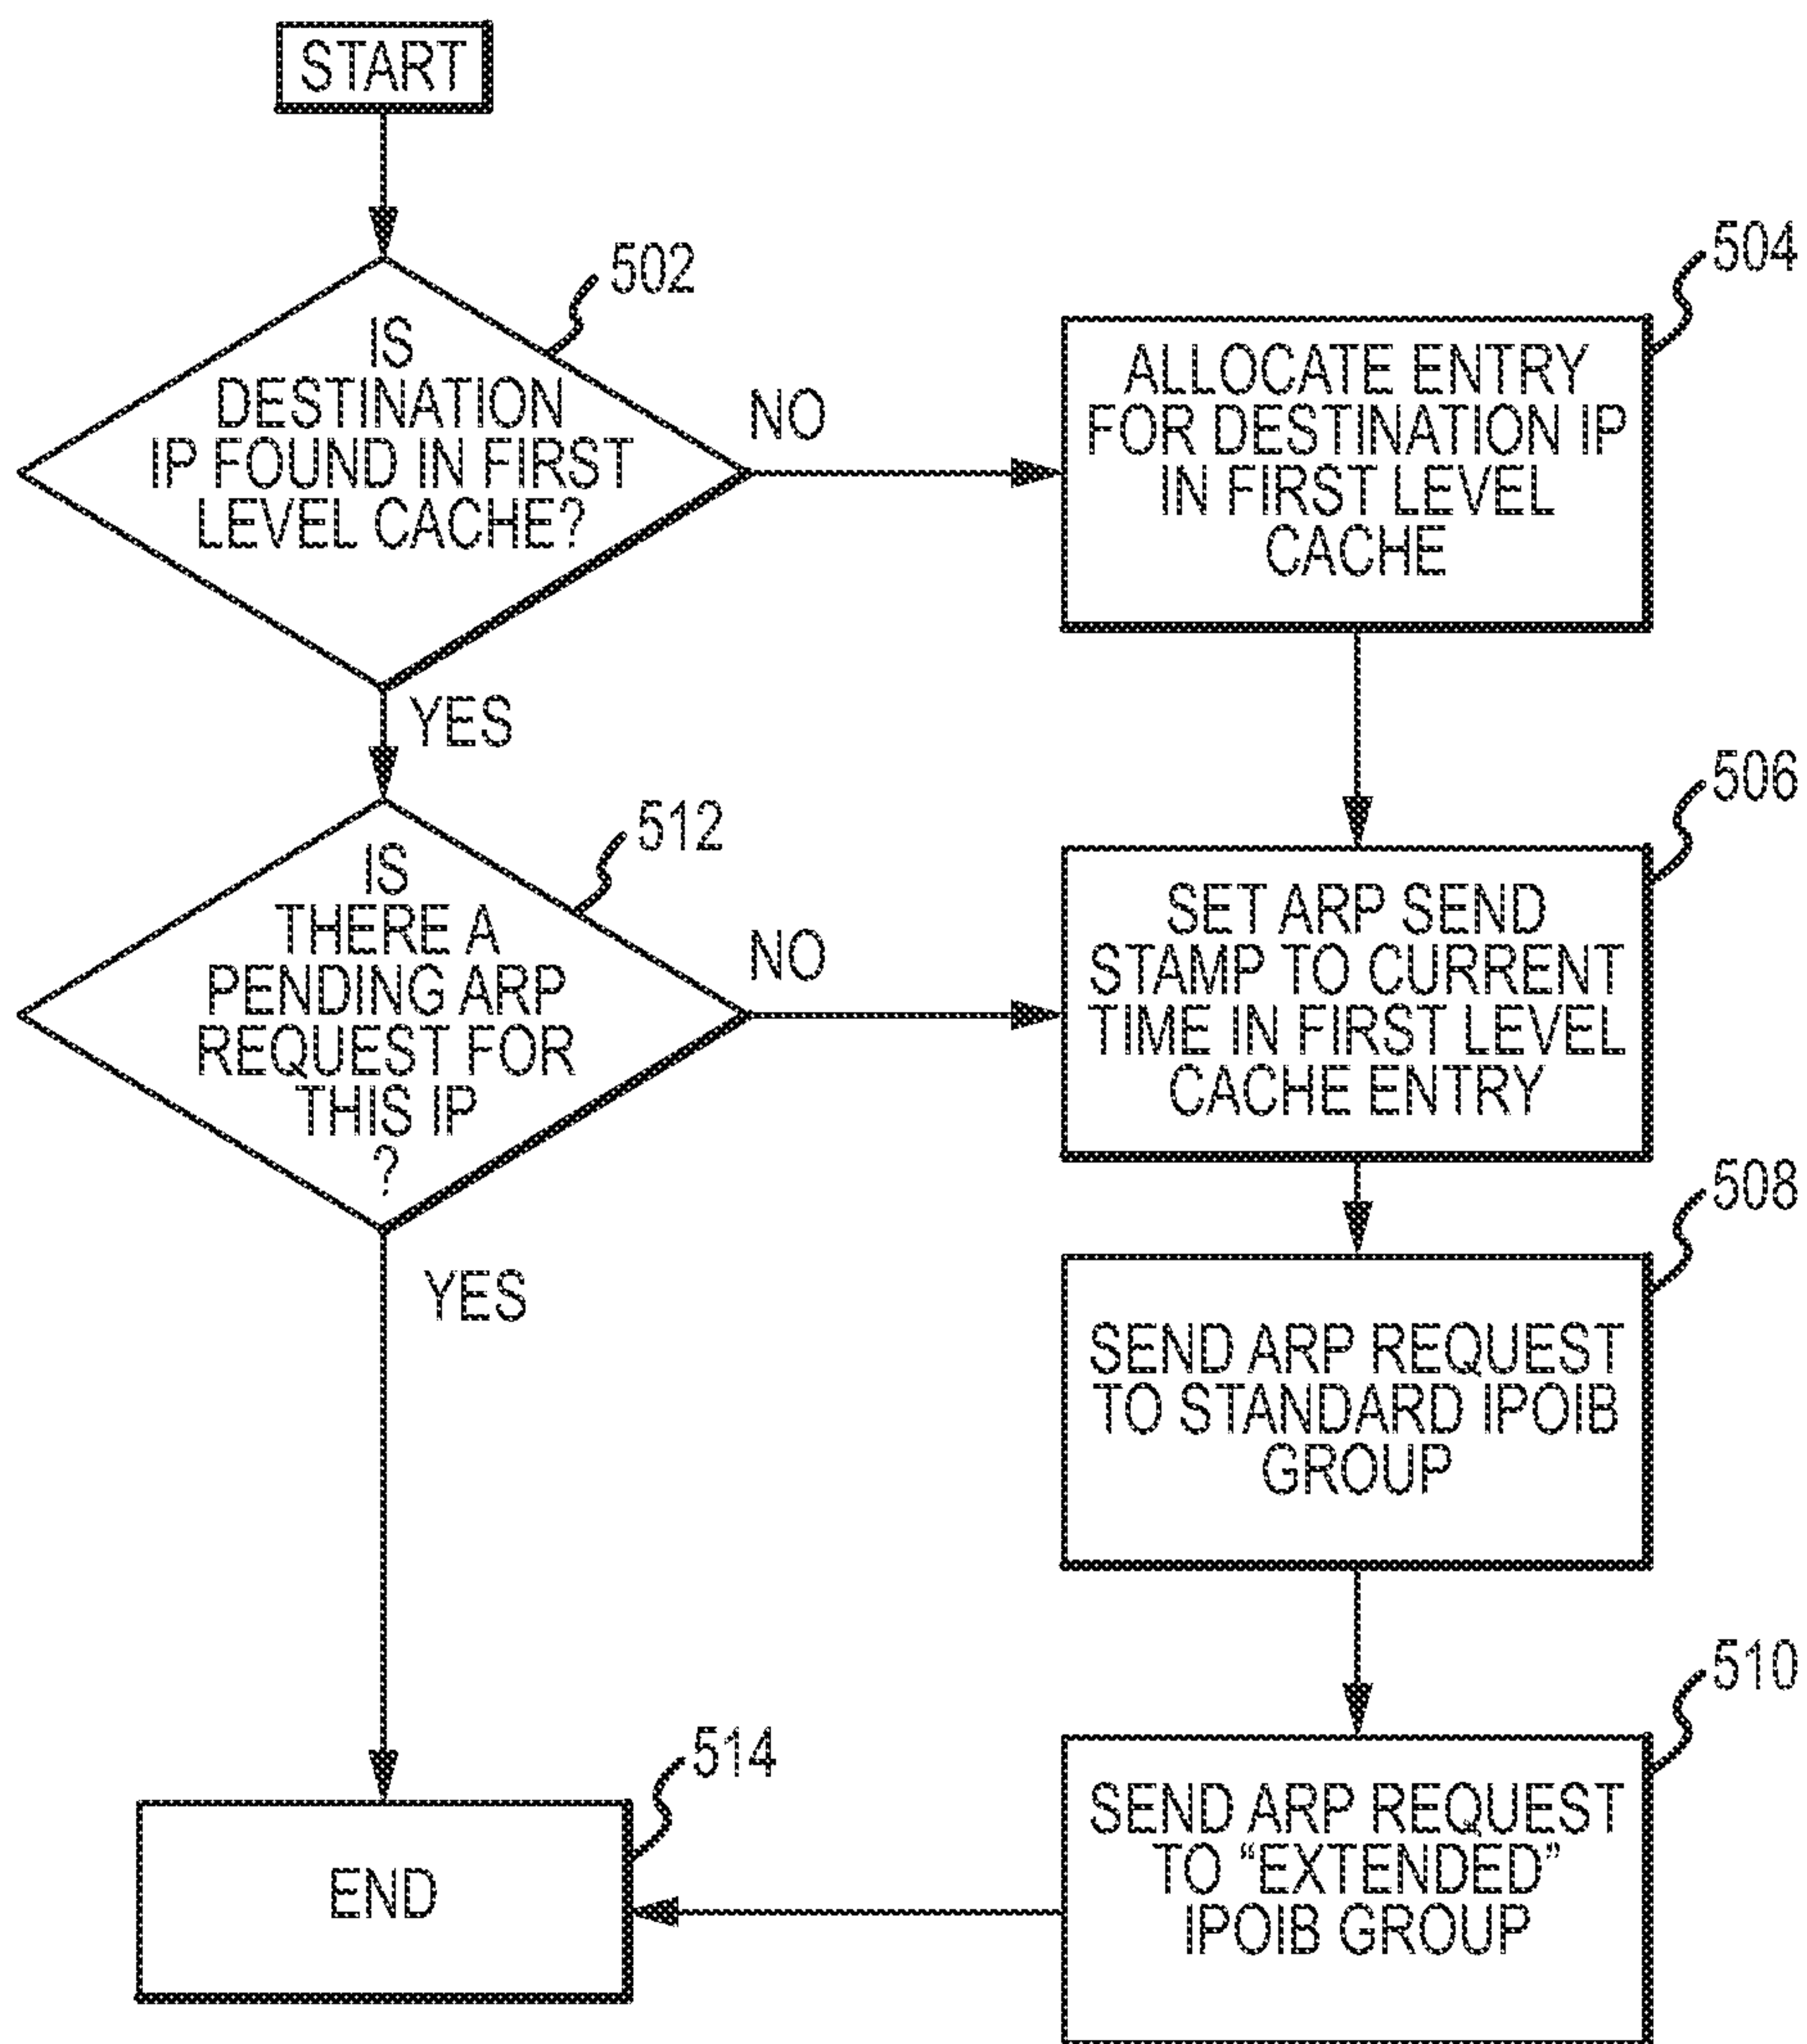 START
502
IS
DESTINATION
IP FOUND IN FIRST
LEVEL CACHE?
NO
504
ALLOCATE ENTRY
FOR DESTINATION IP
IN FIRST LEVEL
CACHE
YES
512
IS
THERE A
PENDING ARP
REQUEST FOR
THIS IP
?
NO
506
SET ARP SEND
STAMP TO CURRENT
TIME IN FIRST LEVEL
CACHE ENTRY
YES
508
SEND ARP REQUEST
TO STANDARD IPOIB
GROUP
510
SEND ARP REQUEST
TO “EXTENDED”
IPOIB GROUP
514
END